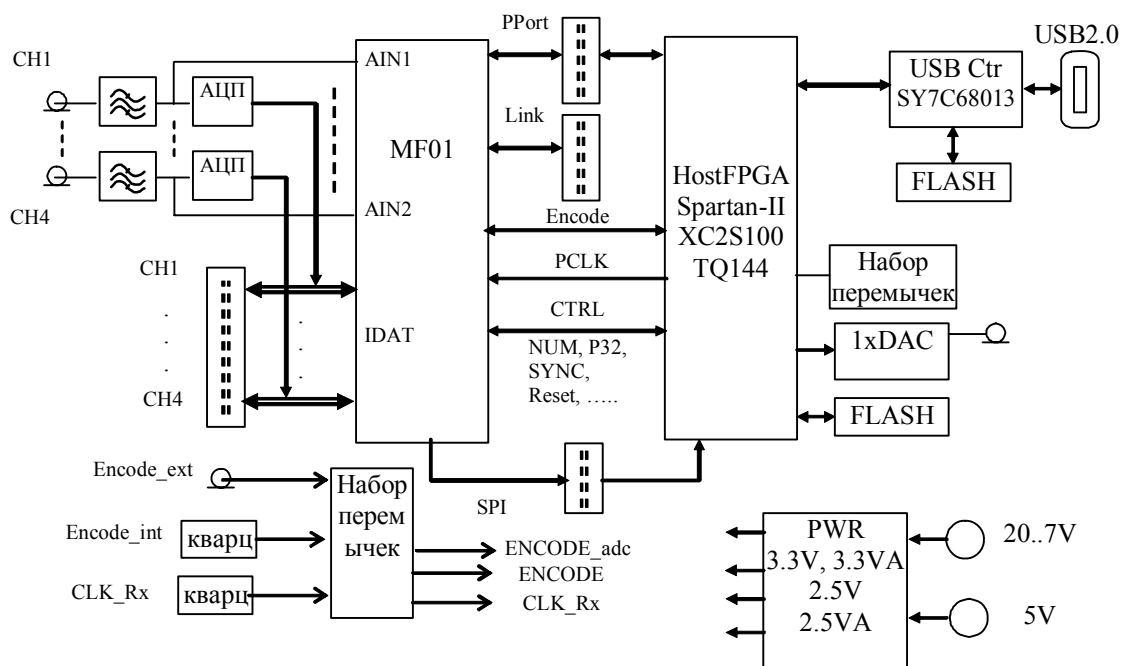 CH1
АЦП
АЦП
CH4
AIN1
MF01
AIN2
IDAT
CH1
CH4
PPort
Link
Encode
PCLK
CTRL
NUM, P32,
SYNC,
Reset, .....
SPI
HostFPGA
Spartan-II
XC2S100
TQ144
USB Ctr
SY7C68013
USB2.0
FLASH
Набор
перемычек
1xDAC
FLASH
Encode_ext
Encode_int
кварц
CLK_Rx
кварц
Набор
перем
ычек
ENCODE_adc
ENCODE
CLK_Rx
PWR
3.3V, 3.3VA
2.5V
2.5VA
20..7V
5V